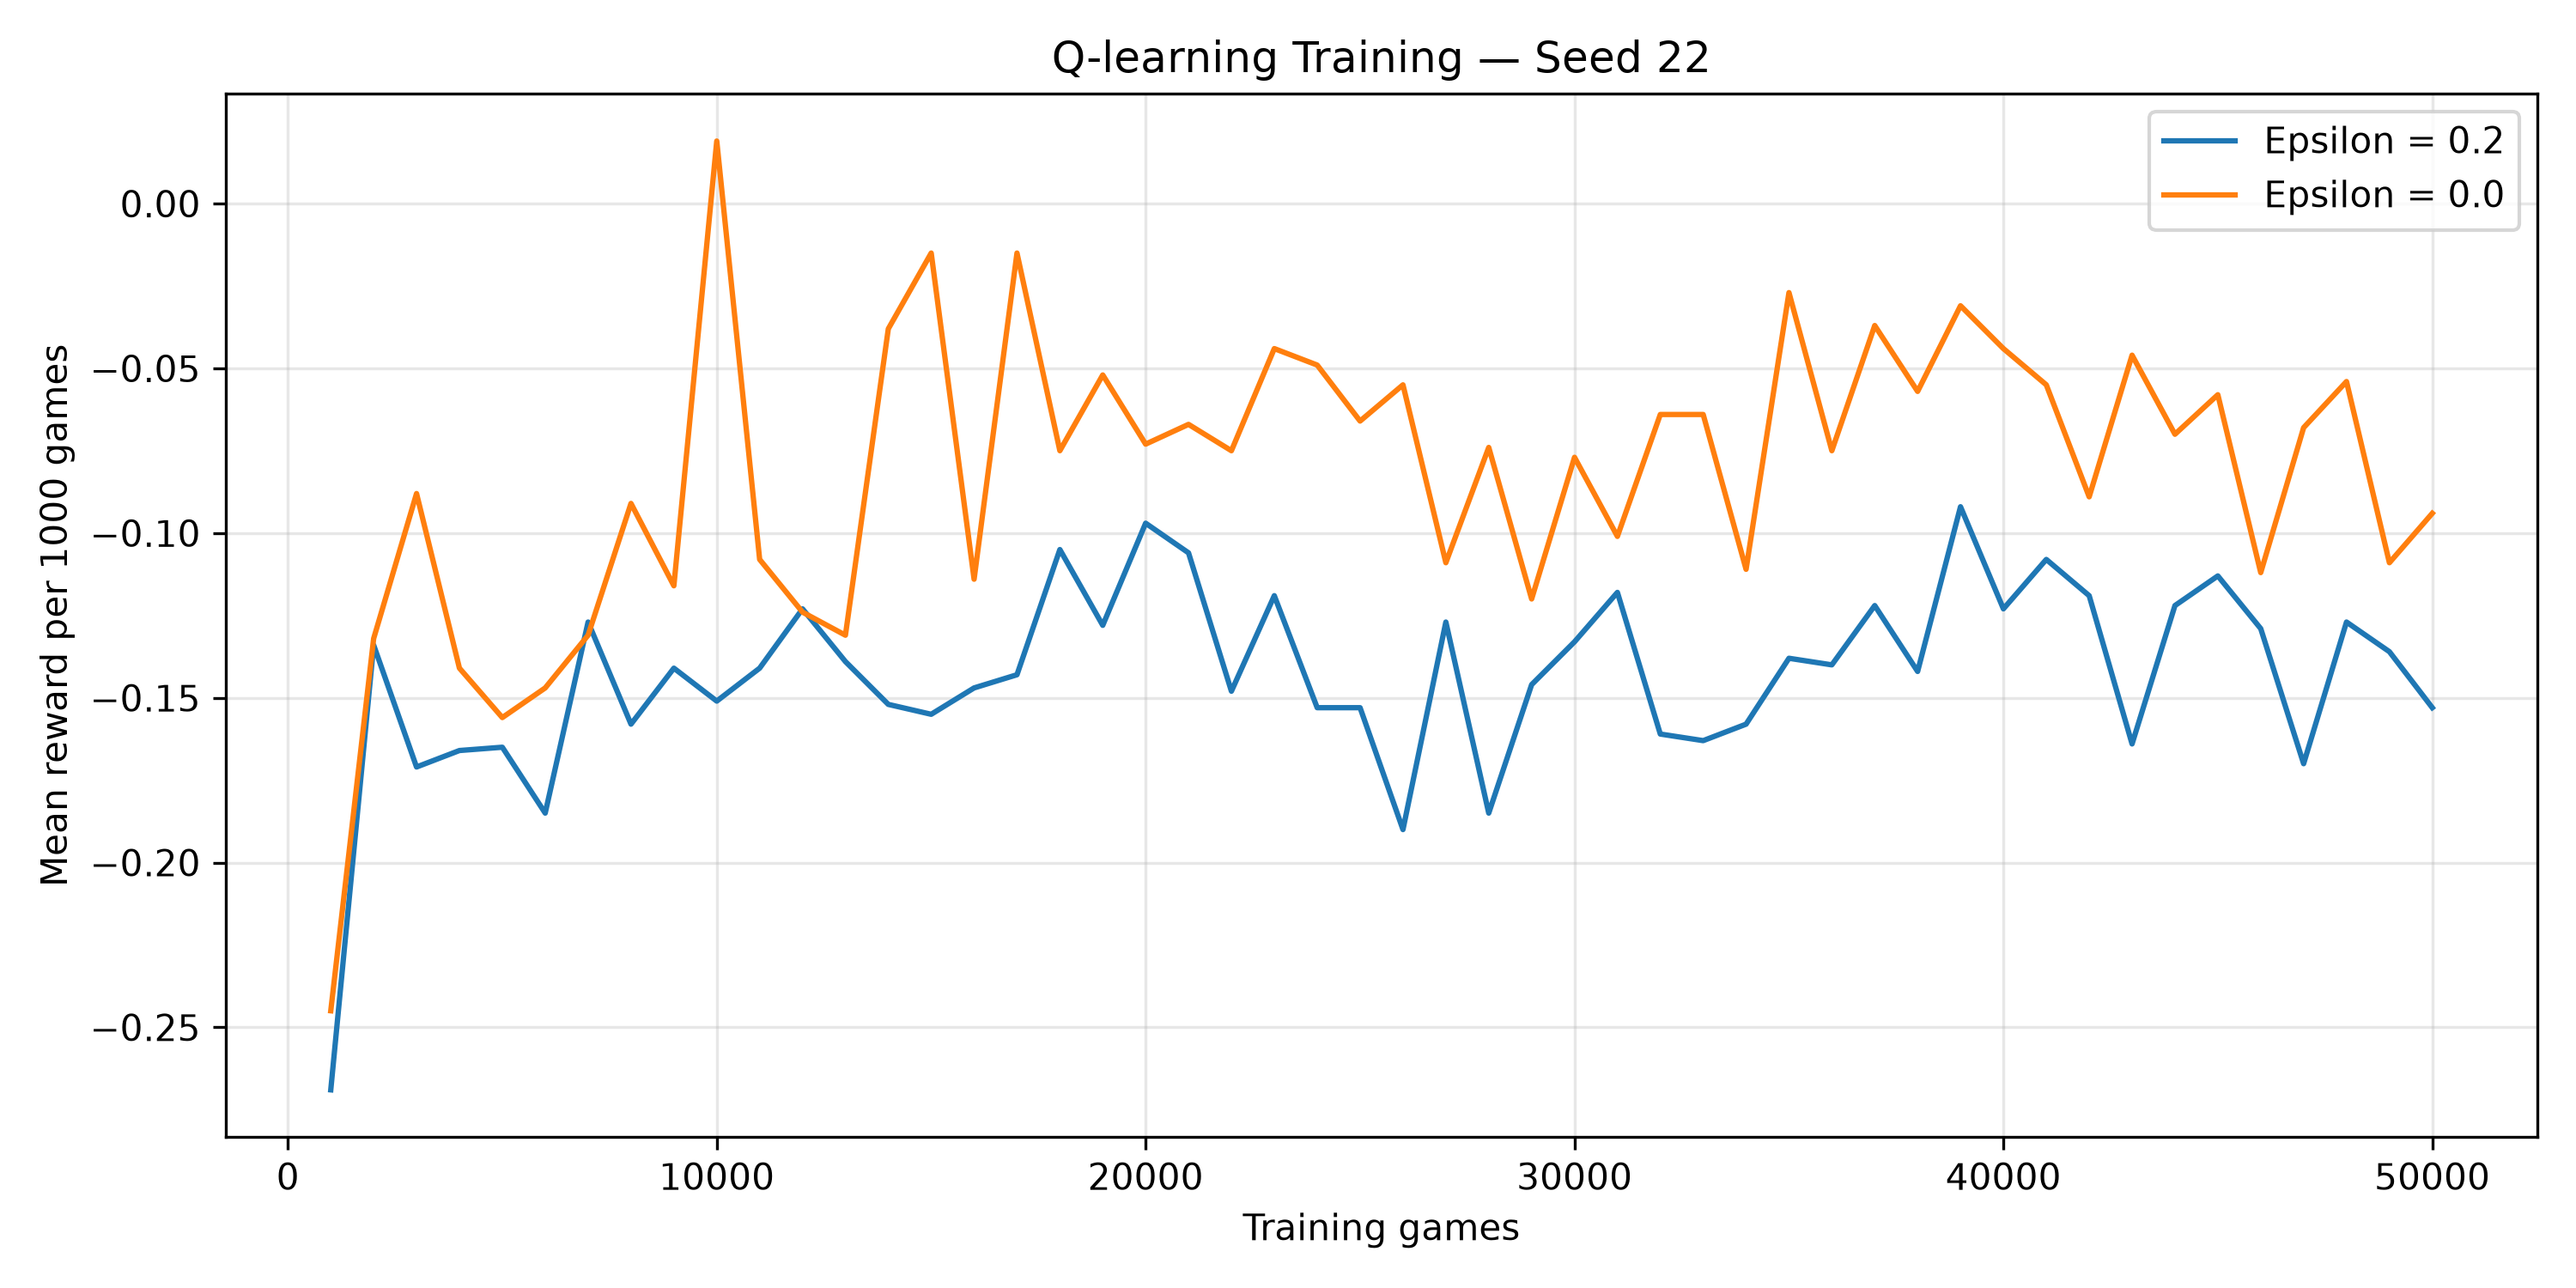 Q-learning Training — Seed 22
Epsilon = 0.2
Epsilon = 0.0
Mean reward per 1000 games
0.00
−0.05
−0.10
−0.15
−0.20
−0.25
0 10000 20000 30000 40000 50000
Training games